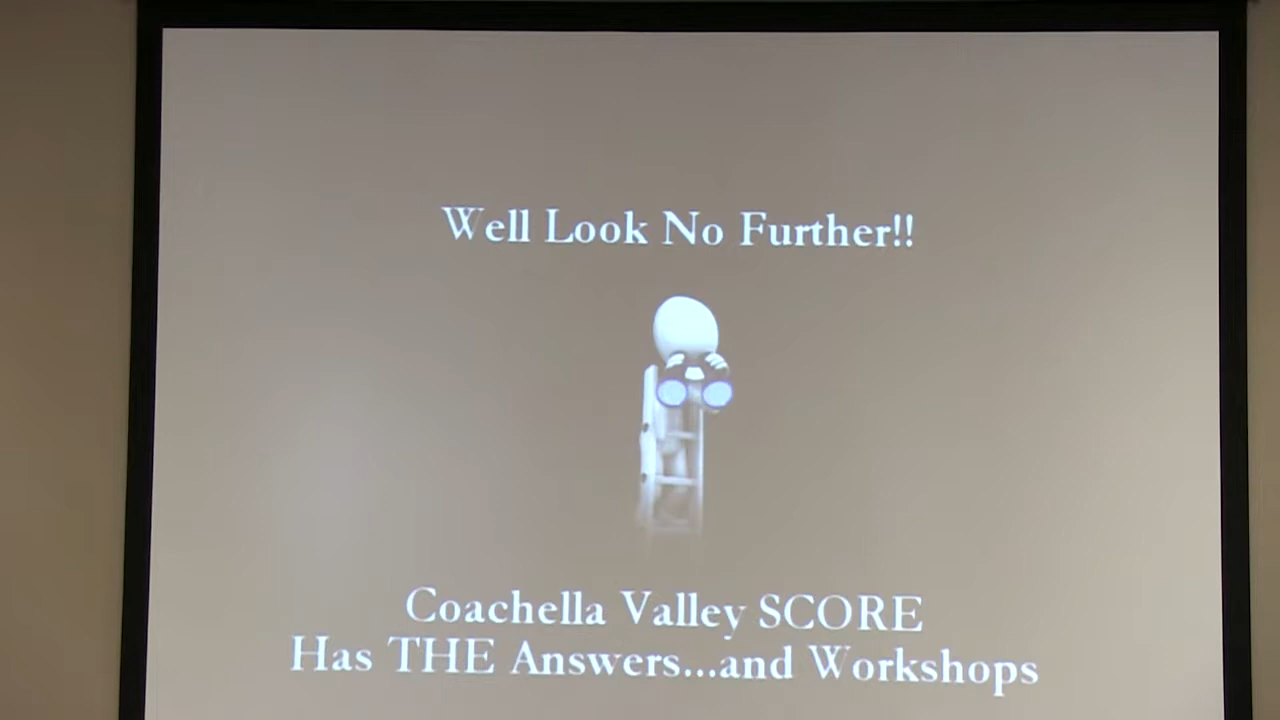 Well Look No Further!!
Coachella Valley SCORE
Has THE Answers...and Workshops